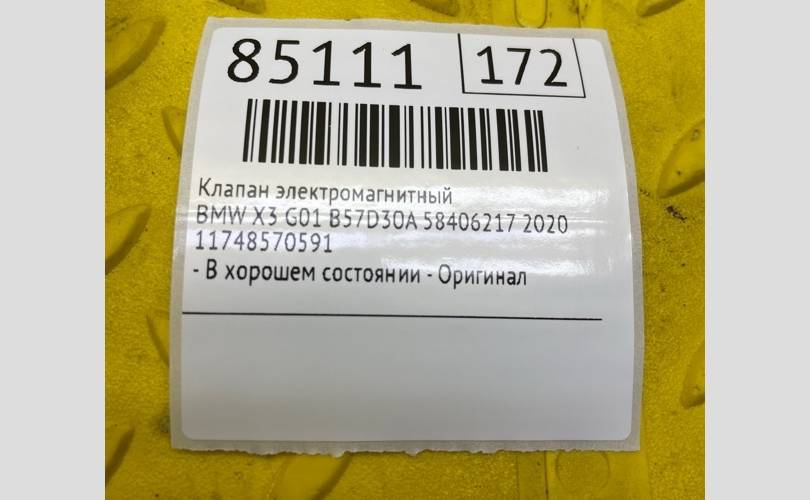 85111 172
Клапан электромагнитный
BMW X3 G01 B57D30A 58406217 2020
11748570591
- В хорошем состоянии - Оригинал